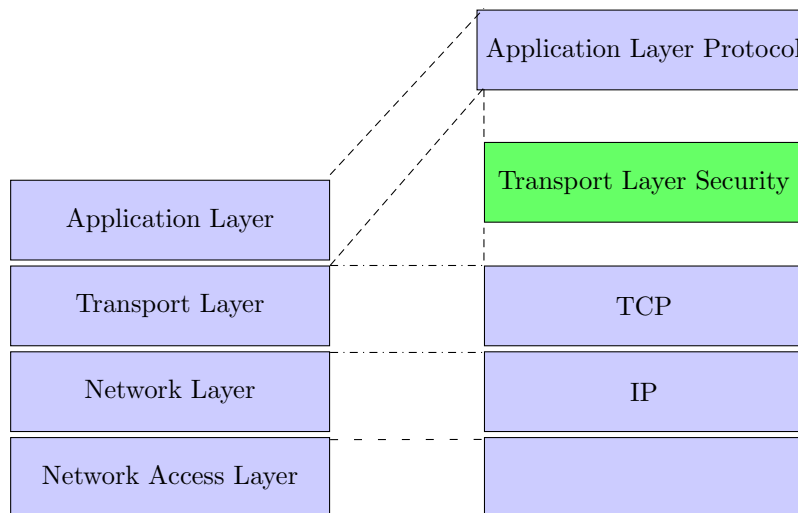 Application Layer Protocol
Transport Layer Security
Application Layer
Transport Layer
TCP
Network Layer
IP
Network Access Layer